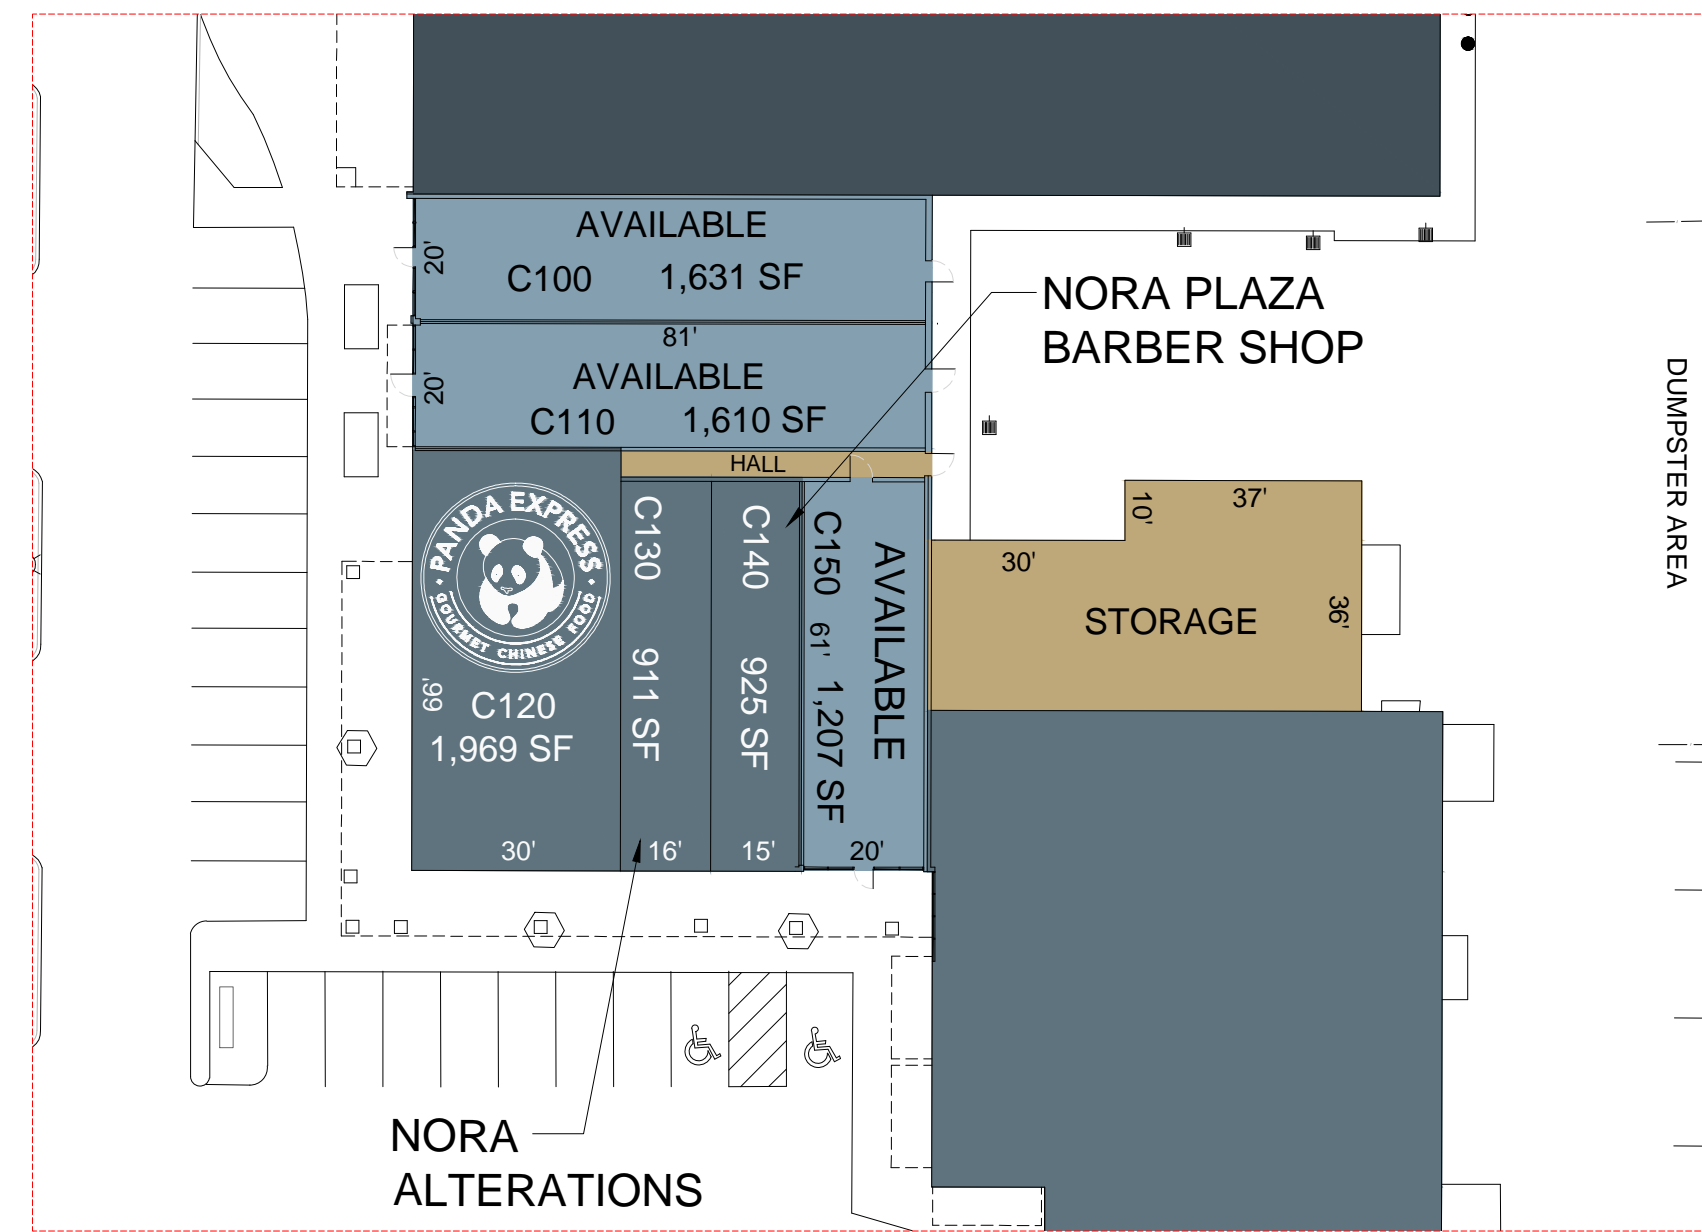 AVAILABLE
C100 1,631 SF
20'
81'
AVAILABLE
C110 1,610 SF
20'
NORA PLAZA
BARBER SHOP
HALL
PANDA EXPRESS
GOURMET CHINESE FOOD
66'
C120
1,969 SF
30'
C130 911 SF
16'
C140 925 SF
15'
C150 61' 1,207 SF
AVAILABLE
20'
10'
37'
30'
STORAGE
36'
DUMPSTER AREA
NORA
ALTERATIONS